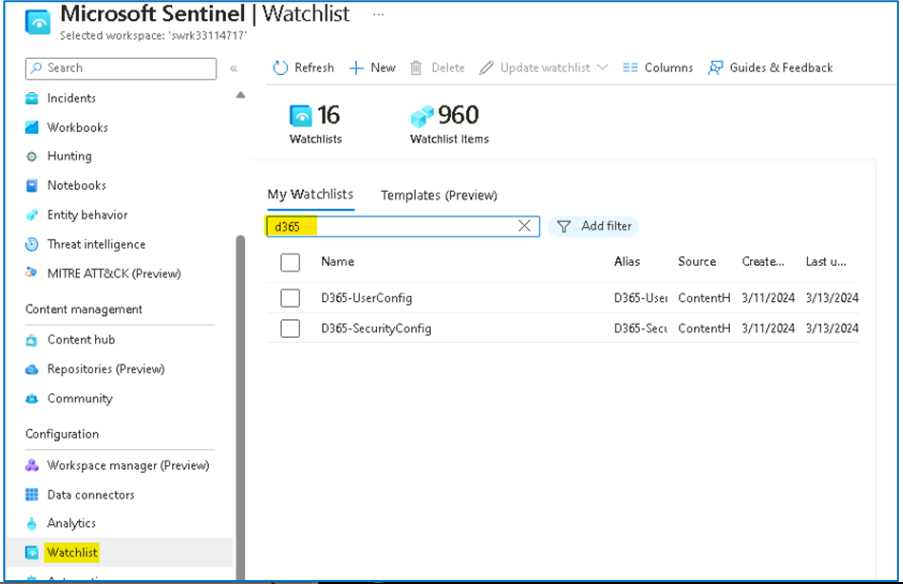 Microsoft Sentinel | Watchlist ...
Selected workspace: 'swrk33114717'
Search
«
Incidents
Workbooks
Hunting
Notebooks
Entity behavior
Threat intelligence
MITRE ATT&CK (Preview)
Content management
Content hub
Repositories (Preview)
Community
Configuration
Workspace manager (Preview)
Data connectors
Analytics
Watchlist
Refresh New Delete Update watchlist Columns Guides & Feedback
16 960
Watchlists Watchlist Items
My Watchlists Templates (Preview)
d365 Add filter
Name Alias Source Create... Last u...
D365-UserConfig D365-User ContentH 3/11/2024 3/13/2024
D365-SecurityConfig D365-Secu ContentH 3/11/2024 3/13/2024